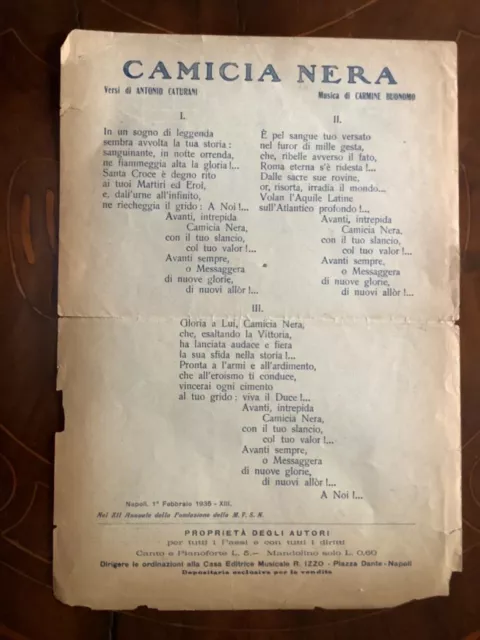 CAMICIA NERA
Versi di ANTONIO CATURANI
Musica di CARMINE BUONOMO
I.
In un sogno di leggenda
sembra avvolta la tua storia :
sanguinante, in notte orrenda,
ne fiammeggia alta la gloria !...
Santa Croce è degno rito
ai tuoi Martiri ed Eroi,
e, dall'urne all'infinito,
ne riecheggia il grido : A Noi !...
Avanti, intrepida
Camicia Nera,
con il tuo slancio,
col tuo valor !...
Avanti sempre,
o Messaggera
di nuove glorie,
di nuovi allòr !...
II.
È pel sangue tuo versato
nel furor di mille gesta,
che, ribelle avverso il fato,
Roma eterna s'è ridesta !...
Dalle sacre sue rovine,
or, risorta, irradia il mondo...
Volan l'Aquile Latine
sull'Atlantico profondo !...
Avanti, intrepida
Camicia Nera,
con il tuo slancio,
col tuo valor !...
Avanti sempre,
o Messaggera
di nuove glorie,
di nuovi allòr !...
III.
Gloria a Lui, Camicia Nera,
che, esaltando la Vittoria,
ha lanciata audace e fiera
la sua sfida nella storia !...
Pronta a l'armi e all'ardimento,
che all'eroismo ti conduce,
vincerai ogni cimento
al tuo grido : viva il Duce !...
Avanti, intrepida
Camicia Nera,
con il tuo slancio,
col tuo valor !...
Avanti sempre,
o Messaggera
di nuove glorie,
di nuovi allòr !...
A Noi !...
Napoli, 1° Febbraio 1935 - XIII.
Nel XII Annuale della Fondazione della M. V. S. N.
PROPRIETÀ DEGLI AUTORI
per tutti i Paesi e con tutti i diritti
Canto e Pianoforte L. 5.— Mandolino solo L. 0.60
Dirigere le ordinazioni alla Casa Editrice Musicale R. IZZO - Piazza Dante - Napoli
Depositaria esclusiva per la vendita